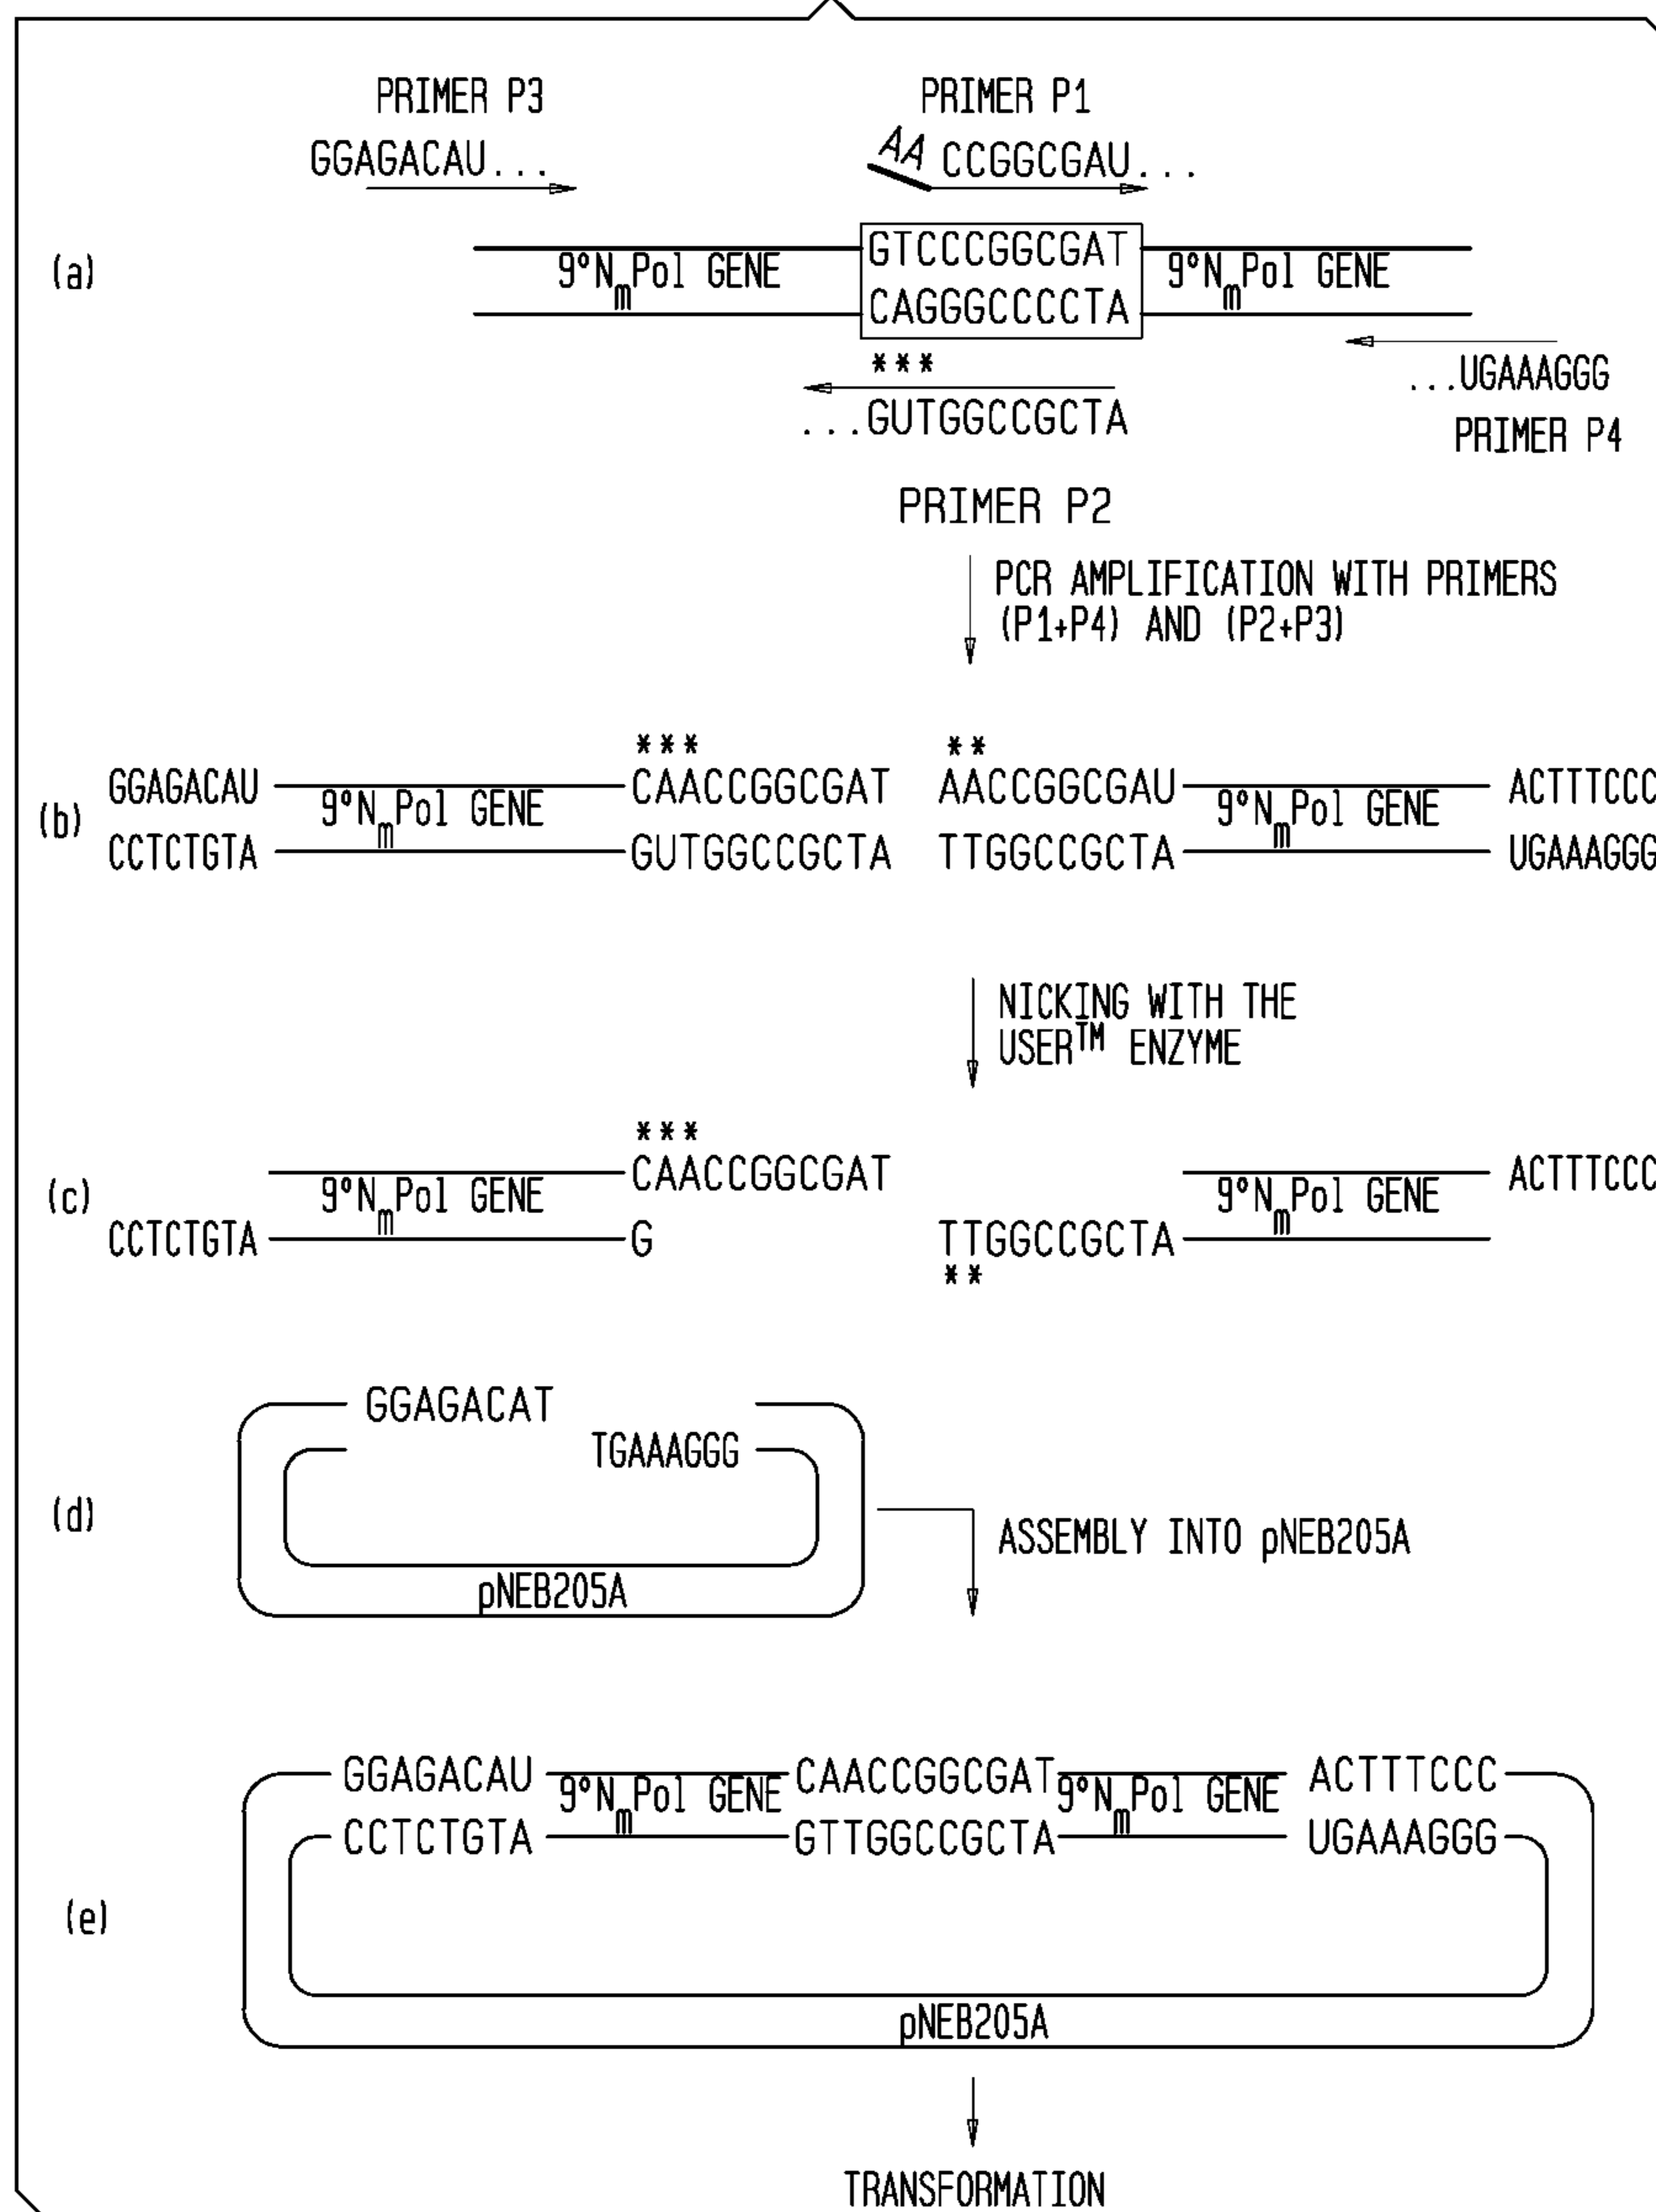 PRIMER P3
PRIMER P1
GGAGACAU...
AA CCGGCGAU...
(a)
9°NmPol GENE
GTCCCGGCGAT
CAGGGCCCCTA
9°NmPol GENE
***
...UGAAAGGG
...GUTGGCCGCTA
PRIMER P4
PRIMER P2
PCR AMPLIFICATION WITH PRIMERS
(P1+P4) AND (P2+P3)
(b)
*** **
GGAGACAU CAACCGGCGAT AACCGGCGAU ACTTTCCC
9°NmPol GENE 9°NmPol GENE
CCTCTGTA GUTGGCCGCTA TTGGCCGCTA UGAAAGGG
NICKING WITH THE
USER™ ENZYME
(c)
***
CAACCGGCGAT ACTTTCCC
9°NmPol GENE 9°NmPol GENE
CCTCTGTA G TTGGCCGCTA
**
(d)
GGAGACAT
TGAAAGGG
pNEB205A
ASSEMBLY INTO pNEB205A
(e)
GGAGACAU CAACCGGCGAT ACTTTCCC
9°NmPol GENE 9°NmPol GENE
CCTCTGTA GTTGGCCGCTA UGAAAGGG
pNEB205A
TRANSFORMATION